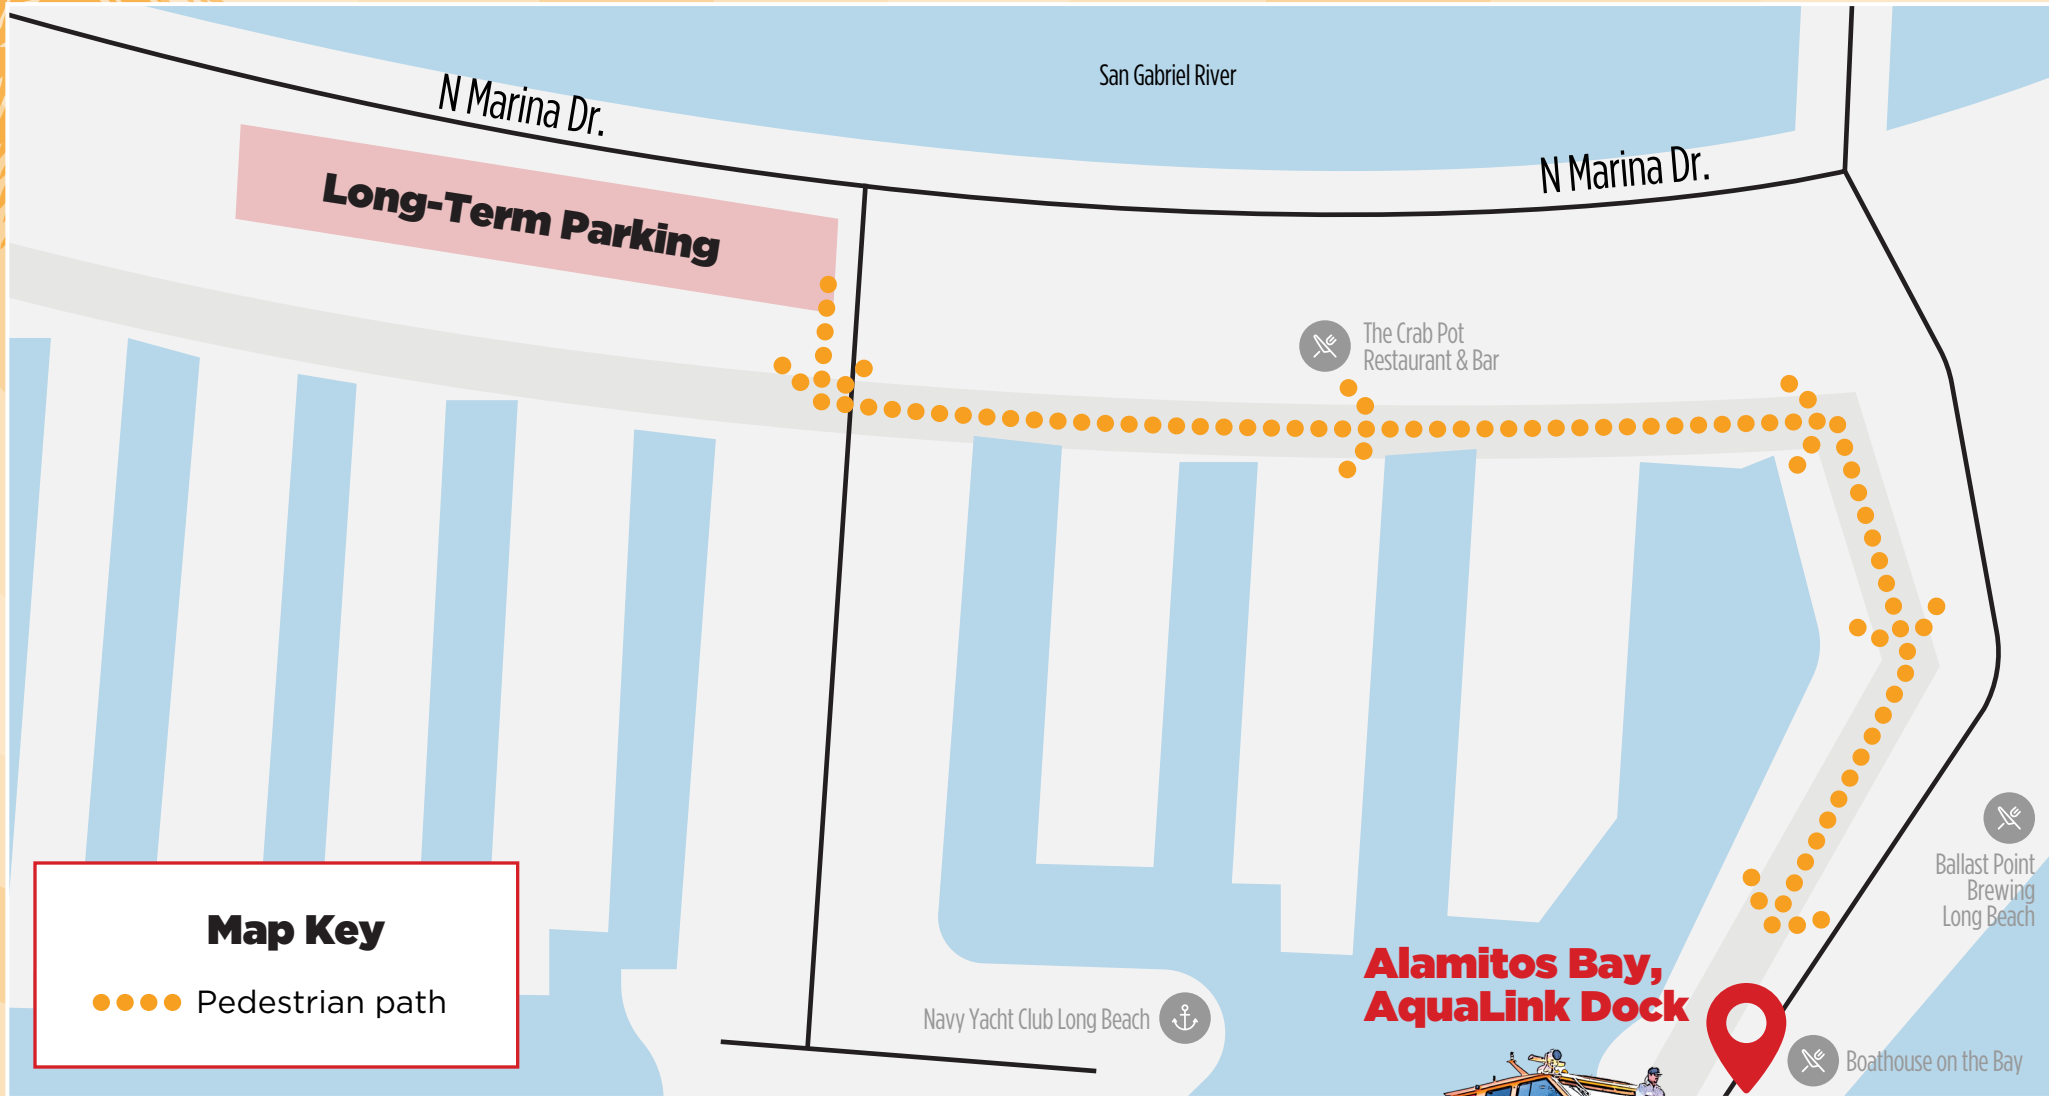 San Gabriel River
N Marina Dr.
N Marina Dr.
Long-Term Parking
The Crab Pot
Restaurant & Bar
Ballast Point
Brewing
Long Beach
Map Key
Pedestrian path
Alamitos Bay,
AquaLink Dock
Navy Yacht Club Long Beach
Boathouse on the Bay